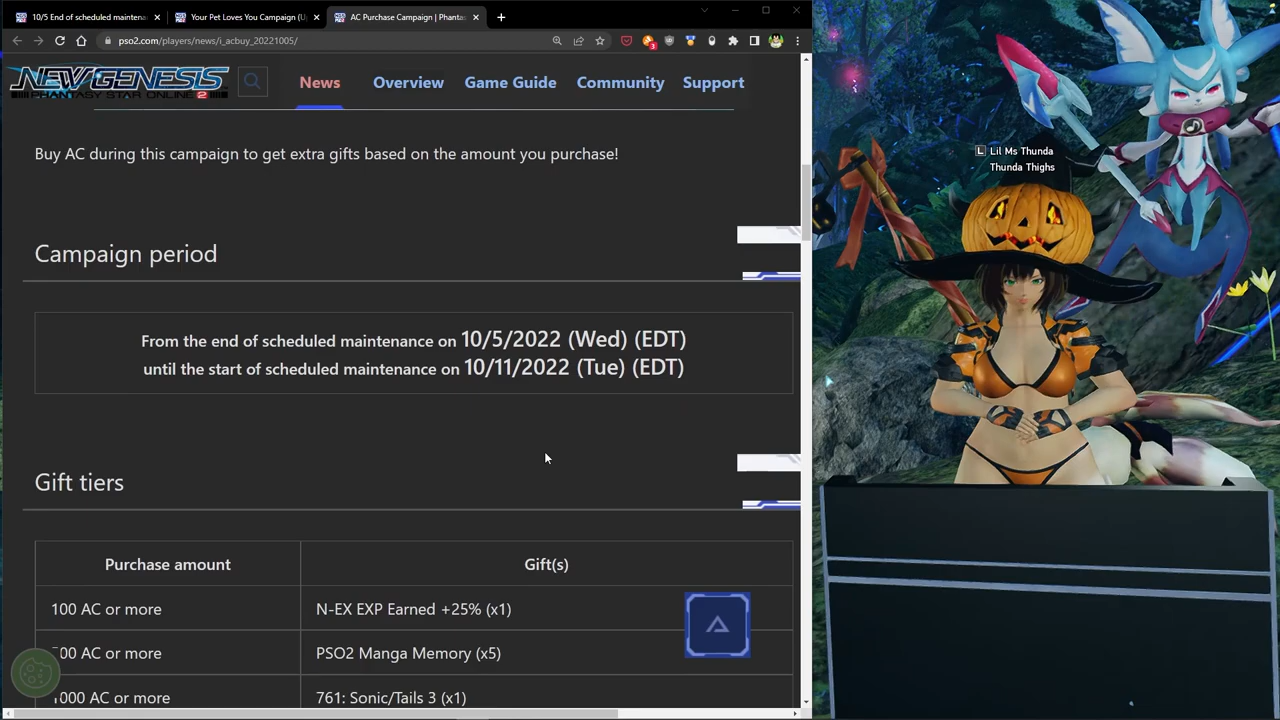 10/5 End of scheduled maintena
Your Pet Loves You Campaign (U
AC Purchase Campaign | Phanta
pso2.com/players/news/i_acbuy_20221005/
3
NEW GENESIS
PHANTASY STAR ONLINE 2
News
Overview
Game Guide
Community
Support
Buy AC during this campaign to get extra gifts based on the amount you purchase!
Campaign period
From the end of scheduled maintenance on 10/5/2022 (Wed) (EDT)
until the start of scheduled maintenance on 10/11/2022 (Tue) (EDT)
Gift tiers
Purchase amount
Gift(s)
100 AC or more
N-EX EXP Earned +25% (x1)
00 AC or more
PSO2 Manga Memory (x5)
1000 AC or more
761: Sonic/Tails 3 (x1)
L Lil Ms Thunda
Thunda Thighs